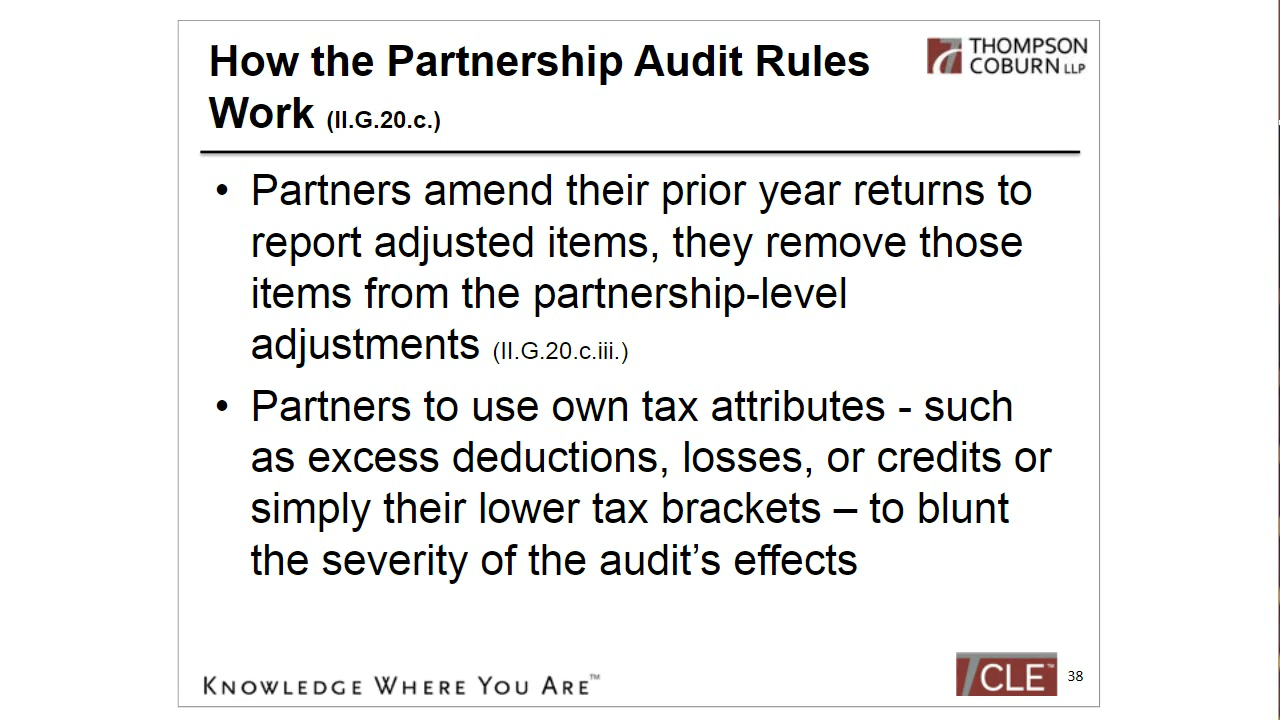 How the Partnership Audit Rules
Work (II.G.20.c.)
THOMPSON
COBURN LLP
• Partners amend their prior year returns to
report adjusted items, they remove those
items from the partnership-level
adjustments (II.G.20.c.iii.)
• Partners to use own tax attributes - such
as excess deductions, losses, or credits or
simply their lower tax brackets – to blunt
the severity of the audit’s effects
KNOWLEDGE WHERE YOU ARE™
CLE™
38